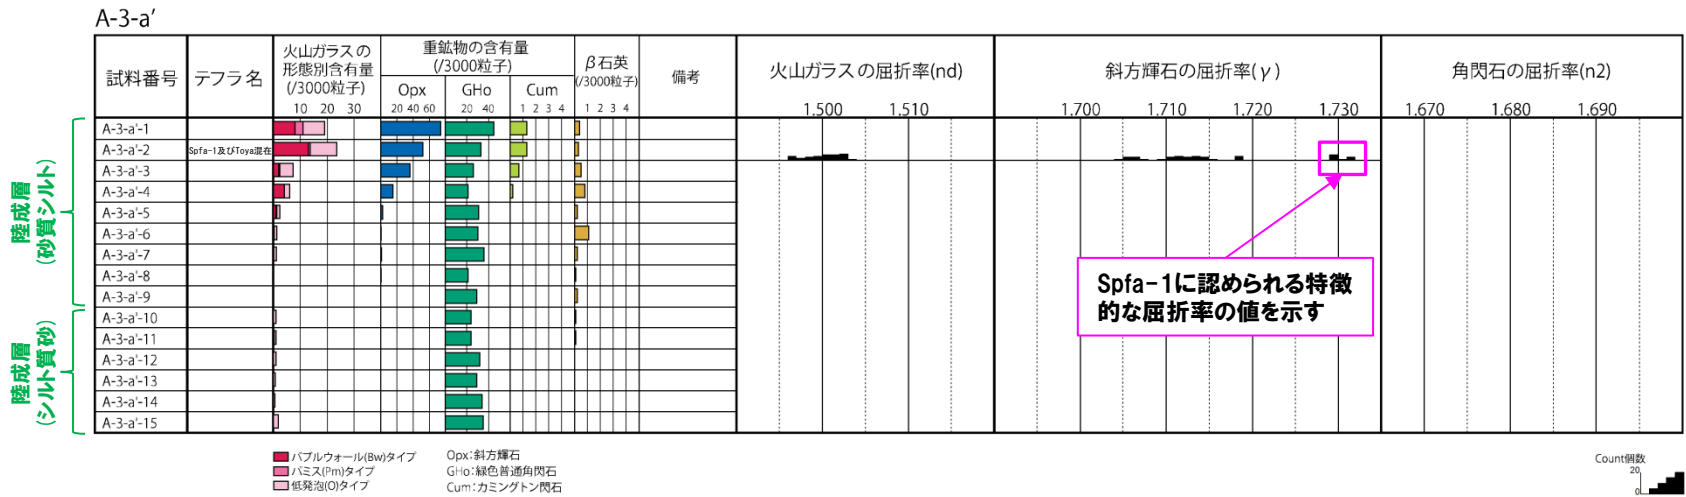 A-3-a'
試料番号
テフラ名
火山ガラスの
形態別含有量
(/3000粒子)
10 20 30
重鉱物の含有量
(/3000粒子)
Opx
20 40 60
GHo
20 40
Cum
1 2 3 4
β石英
(/3000粒子)
1 2 3 4
備考
火山ガラスの屈折率(nd)
1,500 1,510
斜方輝石の屈折率(γ)
1,700 1,710 1,720 1,730
角閃石の屈折率(n2)
1,670 1,680 1,690
A-3-a'-1
A-3-a'-2 Spfa-1及びToya混在
A-3-a'-3
A-3-a'-4
A-3-a'-5
A-3-a'-6
A-3-a'-7
A-3-a'-8
A-3-a'-9
A-3-a'-10
A-3-a'-11
A-3-a'-12
A-3-a'-13
A-3-a'-14
A-3-a'-15
陸成層
(砂質シルト)
陸成層
(シルト質砂)
Spfa-1に認められる特徴
的な屈折率の値を示す
バブルウォール(Bw)タイプ
パミス(Pm)タイプ
低発泡(O)タイプ
Opx:斜方輝石
GHo:緑色普通角閃石
Cum:カミングトン閃石
Count個数
20
0